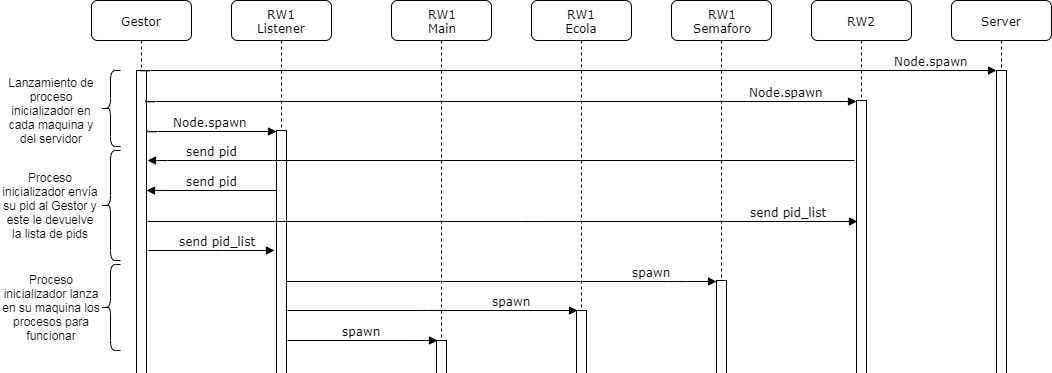 Gestor
RW1
Listener
RW1
Main
RW1
Ecola
RW1
Semaforo
RW2
Server
Node.spawn
Lanzamiento de
proceso
inicializador en
cada maquina y
del servidor
Node.spawn
Node.spawn
send pid
Proceso
inicializador envía
su pid al Gestor y
este le devuelve
la lista de pids
send pid
send pid_list
send pid_list
Proceso
inicializador lanza
en su maquina los
procesos para
funcionar
spawn
spawn
spawn